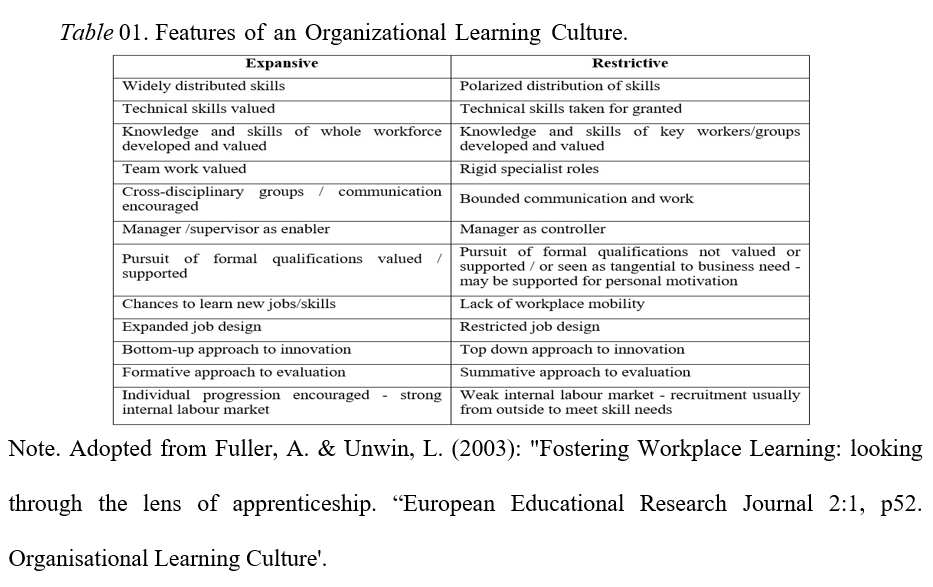 Table 01. Features of an Organizational Learning Culture.
Expansive Restrictive
Widely distributed skills Polarized distribution of skills
Technical skills valued Technical skills taken for granted
Knowledge and skills of whole workforce
developed and valued
Knowledge and skills of key workers/groups
developed and valued
Team work valued Rigid specialist roles
Cross-disciplinary groups / communication
encouraged
Bounded communication and work
Manager /supervisor as enabler Manager as controller
Pursuit of formal qualifications valued /
supported
Pursuit of formal qualifications not valued or
supported / or seen as tangential to business need -
may be supported for personal motivation
Chances to learn new jobs/skills Lack of workplace mobility
Expanded job design Restricted job design
Bottom-up approach to innovation Top down approach to innovation
Formative approach to evaluation Summative approach to evaluation
Individual progression encouraged - strong
internal labour market
Weak internal labour market - recruitment usually
from outside to meet skill needs
Note. Adopted from Fuller, A. & Unwin, L. (2003): "Fostering Workplace Learning: looking
through the lens of apprenticeship. “European Educational Research Journal 2:1, p52.
Organisational Learning Culture'.